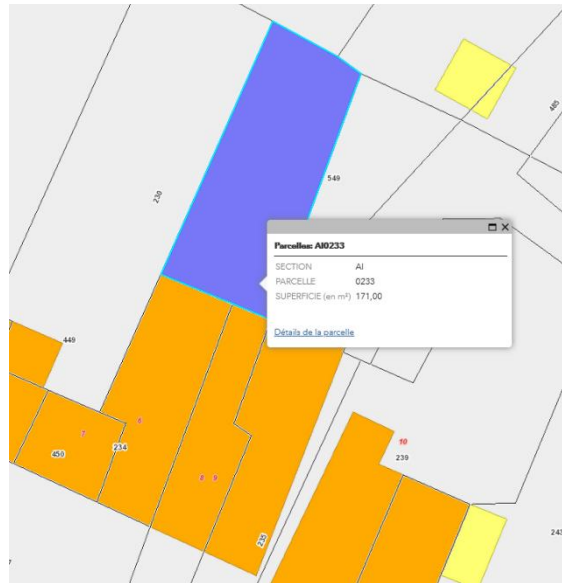 485
549
230
Parcelles: AI0233
SECTION AI
PARCELLE 0233
SUPERFICIE (en m²) 171,00
Détails de la parcelle
449
6
7
10
234
450
239
8 9
235
243